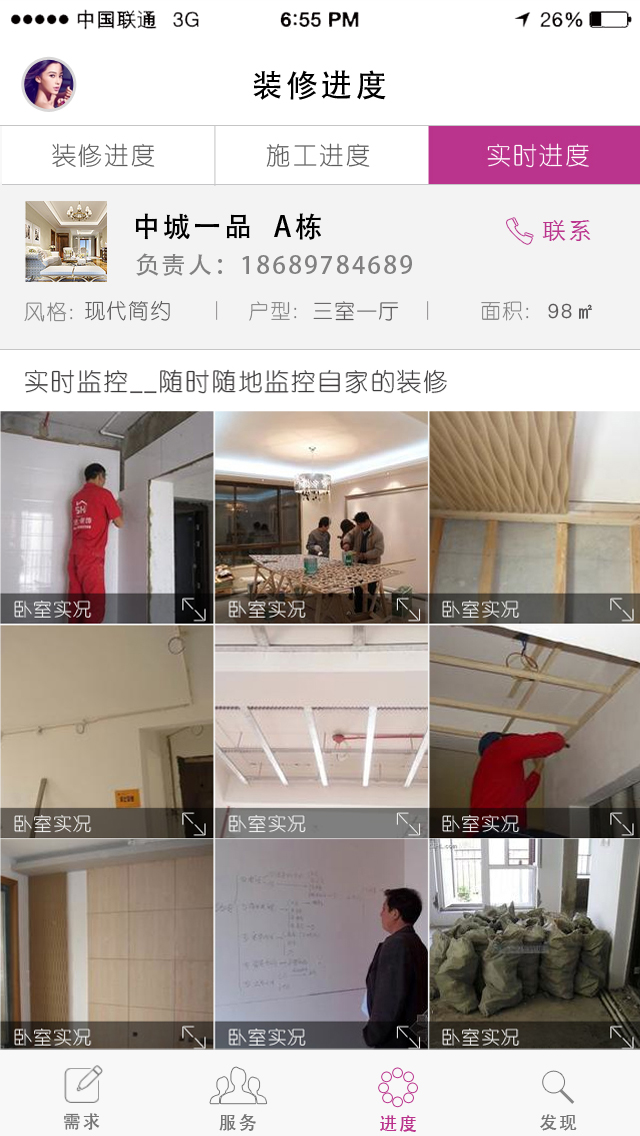 中国联通 3G 6:55 PM 26%
装修进度
装修进度 施工进度 实时进度
中城一品 A栋
联系
负责人：18689784689
风格: 现代简约 | 户型: 三室一厅 | 面积: 98㎡
实时监控__随时随地监控自家的装修
卧室实况 卧室实况 卧室实况
卧室实况 卧室实况 卧室实况
卧室实况 卧室实况 卧室实况
需求 服务 进度 发现